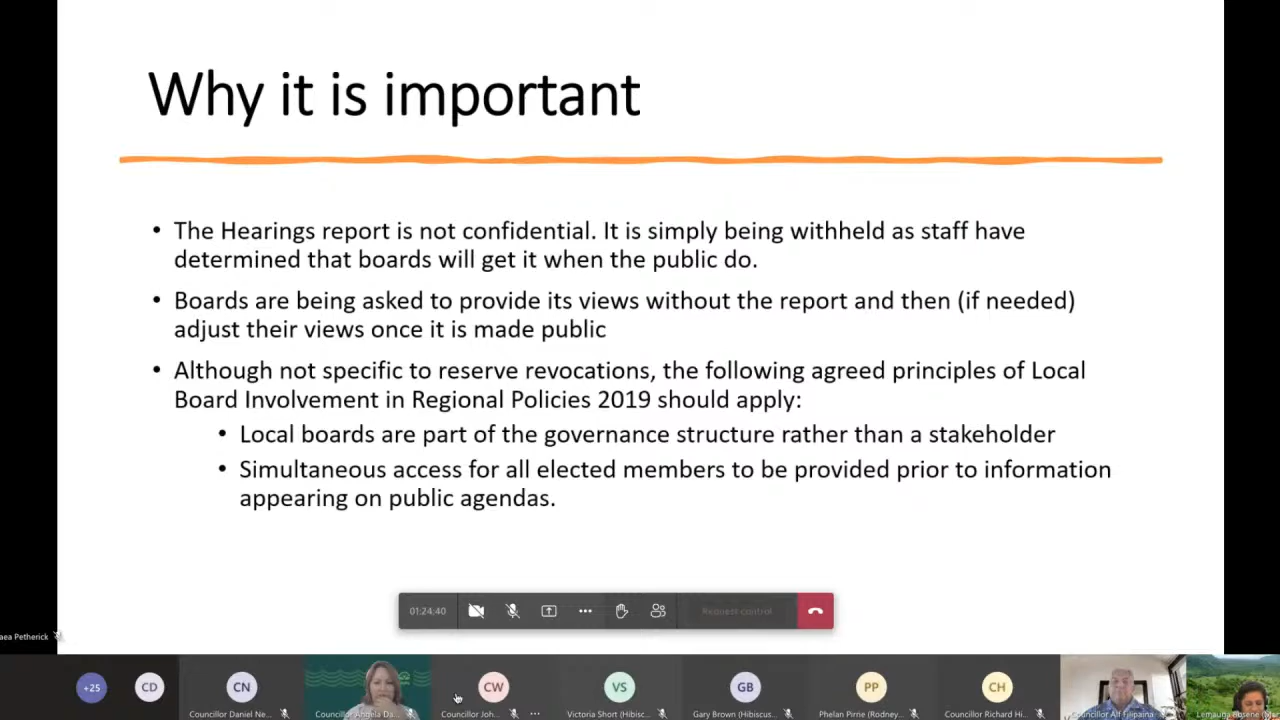 Why it is important
• The Hearings report is not confidential. It is simply being withheld as staff have
determined that boards will get it when the public do.
• Boards are being asked to provide its views without the report and then (if needed)
adjust their views once it is made public
• Although not specific to reserve revocations, the following agreed principles of Local
Board Involvement in Regional Policies 2019 should apply:
• Local boards are part of the governance structure rather than a stakeholder
• Simultaneous access for all elected members to be provided prior to information
appearing on public agendas.
01:24:40
Request control
aea Petherick
+25
CD
CN
CW
VS
GB
PP
CH
Councillor Daniel Ne...
Councillor Angela Da...
Councillor Joh...
Victoria Short (Hibisc...
Gary Brown (Hibiscus...
Phelan Pirrie (Rodney...
Councillor Richard Hi...
Councillor Alf Filipaina